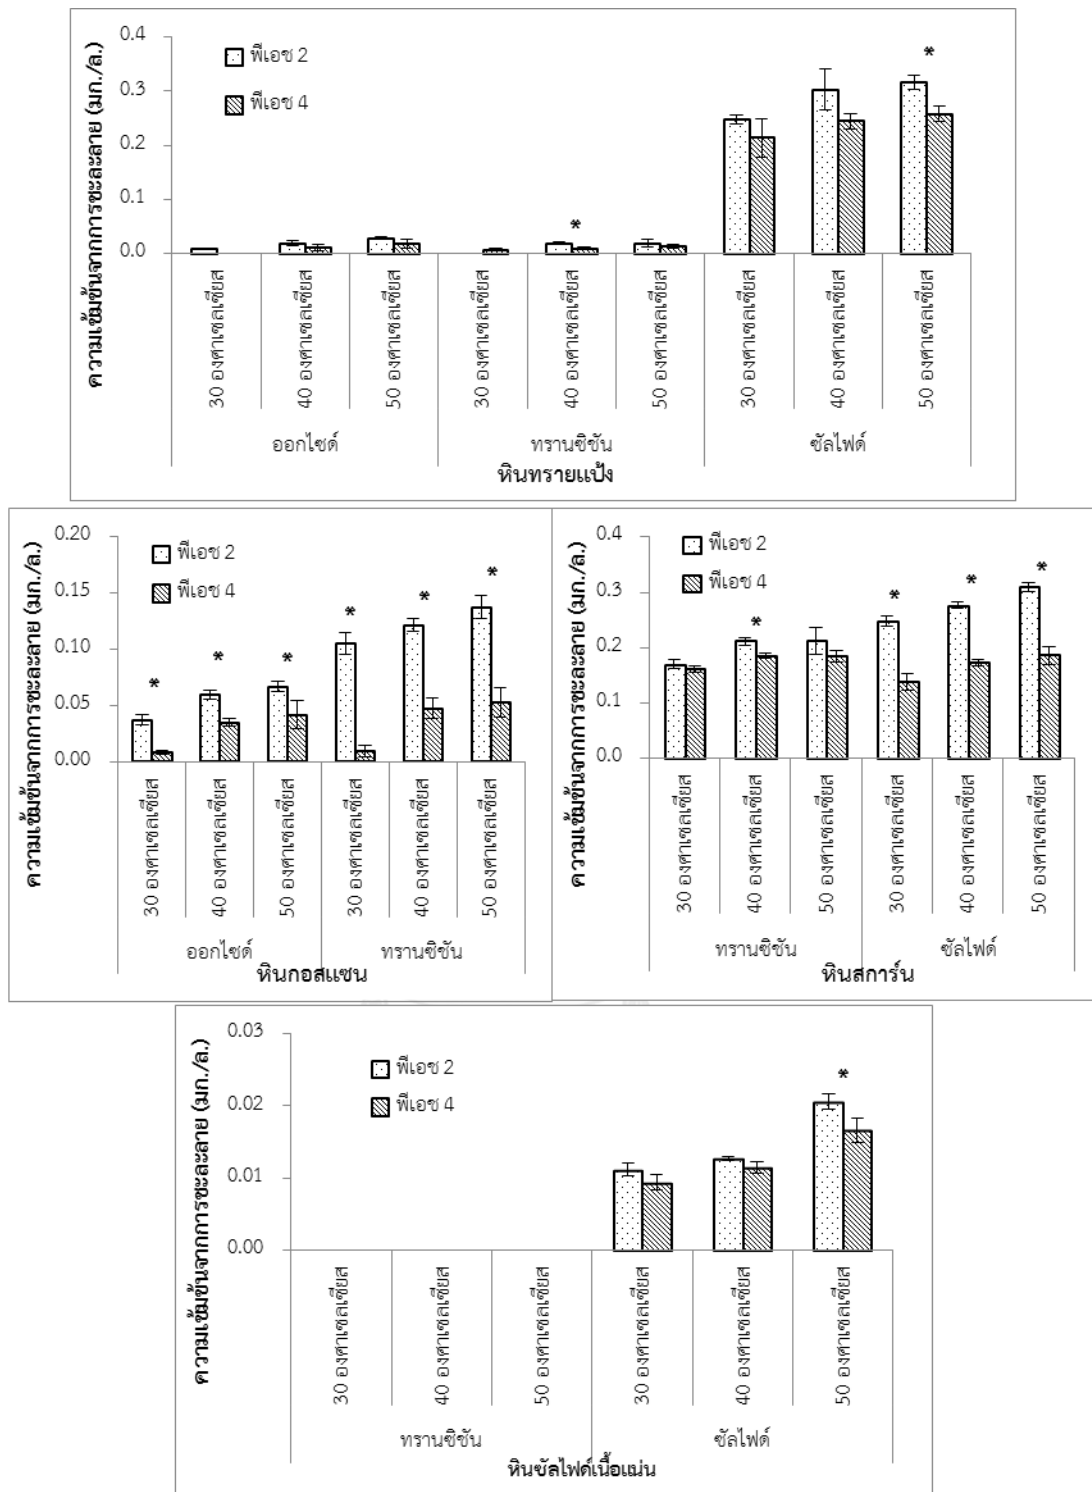 ความเข้มข้นจากการชะละลาย (มก./ล.)
0.4
0.3
0.2
0.1
0.0
พีเอช 2
พีเอช 4
*
*
30 องศาเซลเซียส
40 องศาเซลเซียส
50 องศาเซลเซียส
30 องศาเซลเซียส
40 องศาเซลเซียส
50 องศาเซลเซียส
30 องศาเซลเซียส
40 องศาเซลเซียส
50 องศาเซลเซียส
ออกไซด์ ทรานซิชัน ซัลไฟด์
หินทรายแป้ง
ความเข้มข้นจากการชะละลาย (มก./ล.)
0.20
0.15
0.10
0.05
0.00
พีเอช 2
พีเอช 4
*
*
*
*
*
*
30 องศาเซลเซียส
40 องศาเซลเซียส
50 องศาเซลเซียส
30 องศาเซลเซียส
40 องศาเซลเซียส
50 องศาเซลเซียส
ออกไซด์ ทรานซิชัน
หินกอสแซน
ความเข้มข้นจากการชะละลาย (มก./ล.)
0.4
0.3
0.2
0.1
0.0
พีเอช 2
พีเอช 4
*
*
*
*
30 องศาเซลเซียส
40 องศาเซลเซียส
50 องศาเซลเซียส
30 องศาเซลเซียส
40 องศาเซลเซียส
50 องศาเซลเซียส
ทรานซิชัน ซัลไฟด์
หินสการ์น
ความเข้มข้นจากการชะละลาย (มก./ล.)
0.03
0.02
0.01
0.00
พีเอช 2
พีเอช 4
*
30 องศาเซลเซียส
40 องศาเซลเซียส
50 องศาเซลเซียส
30 องศาเซลเซียส
40 องศาเซลเซียส
50 องศาเซลเซียส
ทรานซิชัน ซัลไฟด์
หินซัลไฟด์เนื้อแน่น